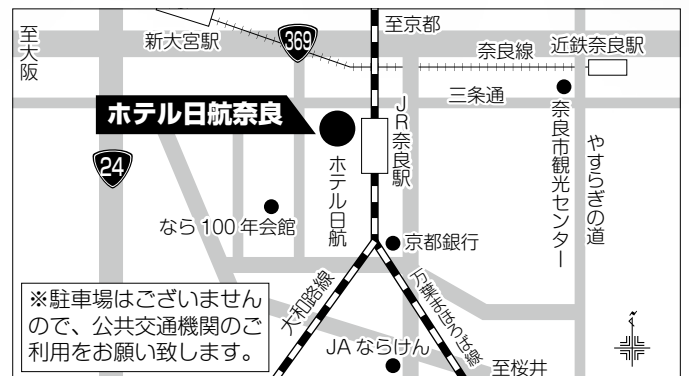 至大阪
新大宮駅
369
至京都
奈良線
近鉄奈良駅
三条通
ホテル日航奈良
JR奈良駅
奈良市観光センター
やすらぎの道
24
ホテル日航
なら100年会館
京都銀行
大和路線
万葉まほろば線
※駐車場はございません
ので、公共交通機関のご
利用をお願い致します。
JAならけん
至桜井